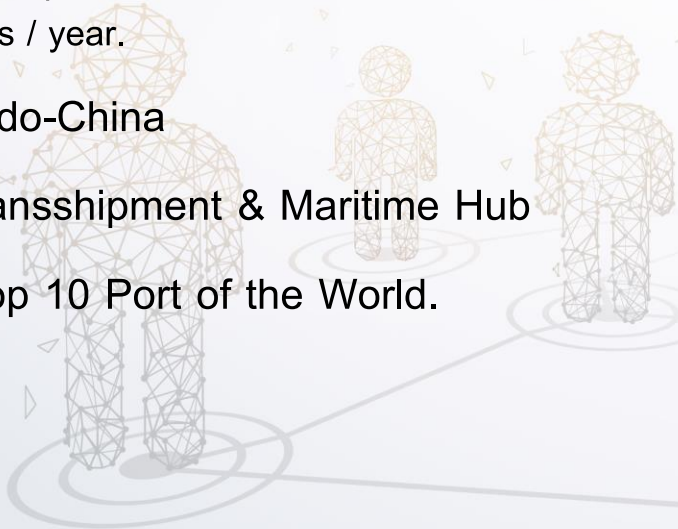 s / year.
do-China
ansshipment & Maritime Hub
op 10 Port of the World.